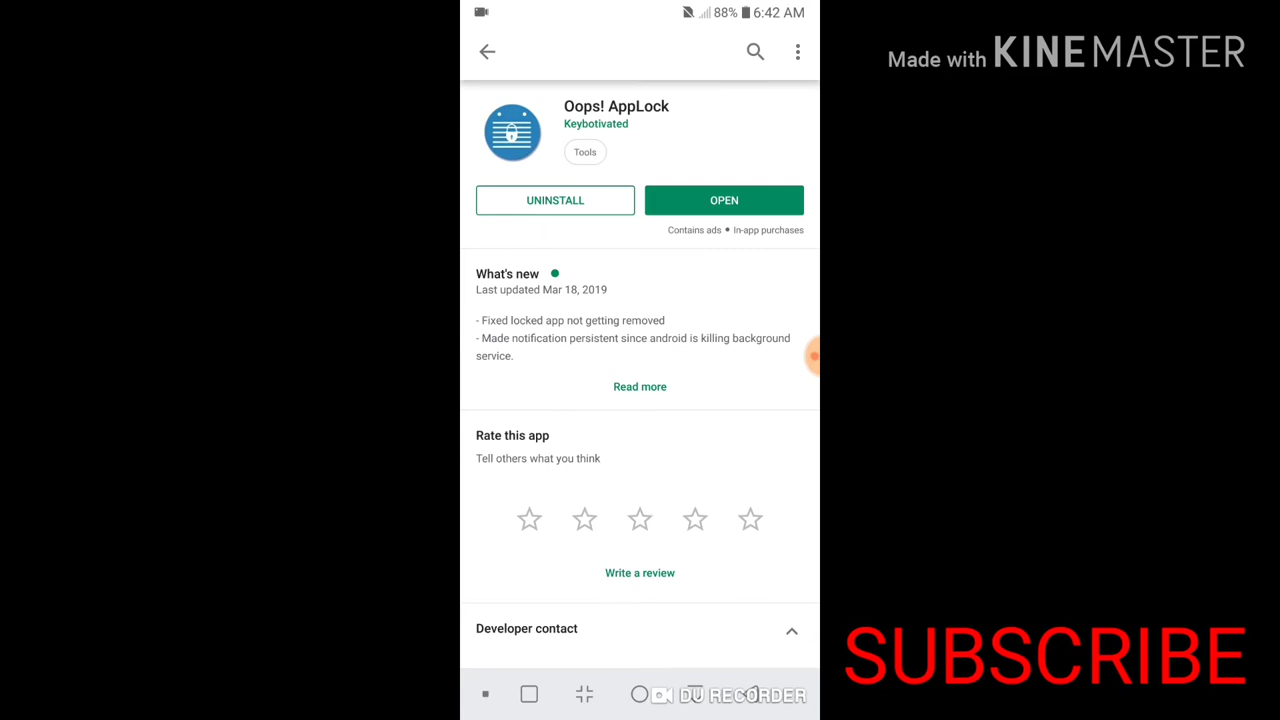 88% 6:42 AM
Made with KINEMASTER
Oops! AppLock
Keybotivated
Tools
UNINSTALL
OPEN
Contains ads • In-app purchases
What's new
Last updated Mar 18, 2019
- Fixed locked app not getting removed
- Made notification persistent since android is killing background
service.
Read more
Rate this app
Tell others what you think
Write a review
Developer contact
SUBSCRIBE
DU RECORDER